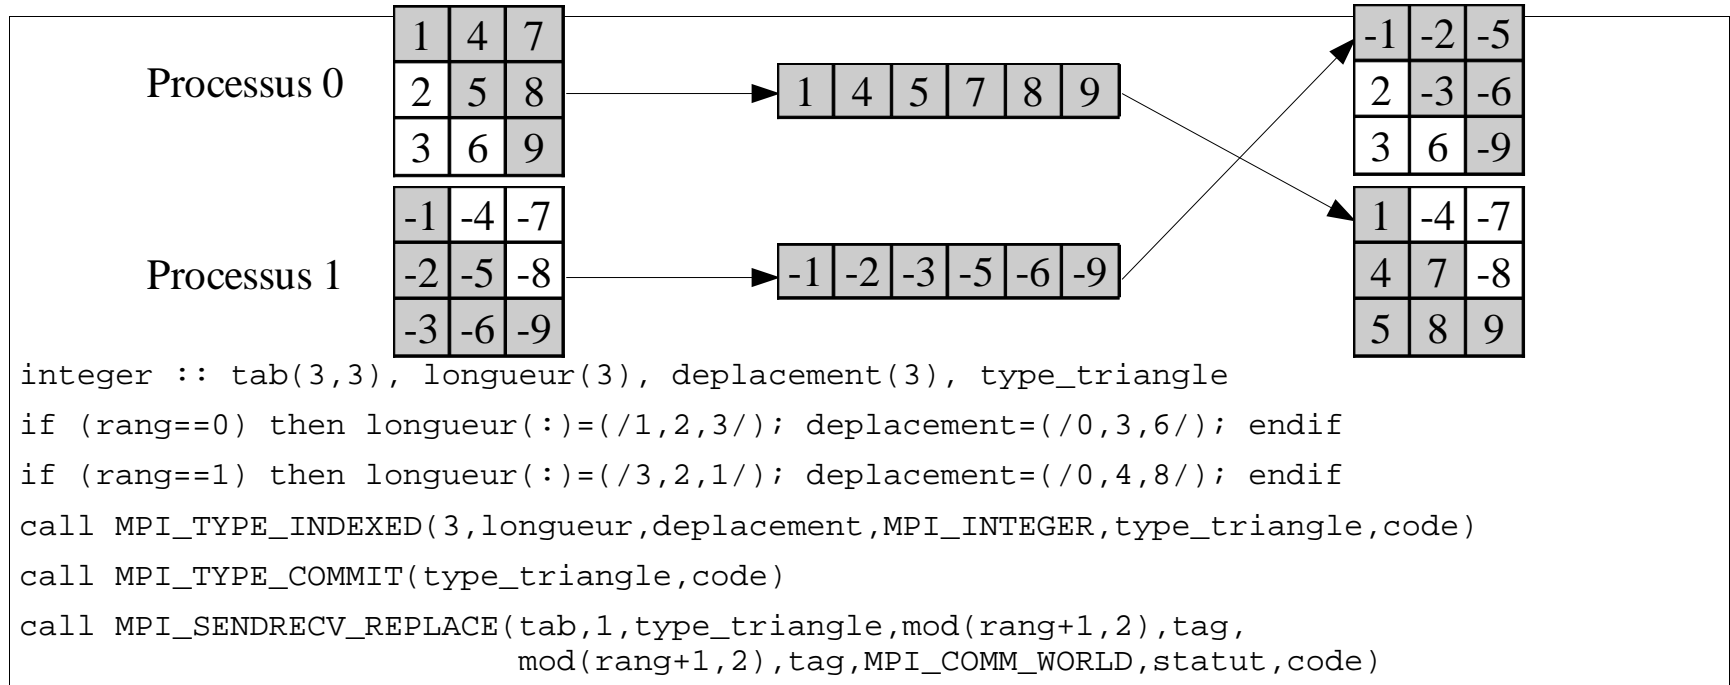 1 4 7
Processus 0
2 5 8
3 6 9
1 4 5 7 8 9
-1 -2 -5
2 -3 -6
3 6 -9
-1 -4 -7
Processus 1
-2 -5 -8
-3 -6 -9
-1 -2 -3 -5 -6 -9
1 -4 -7
4 7 -8
5 8 9
integer :: tab(3,3), longueur(3), deplacement(3), type_triangle
if (rang==0) then longueur(:)=(/1,2,3/); deplacement=(/0,3,6/); endif
if (rang==1) then longueur(:)=(/3,2,1/); deplacement=(/0,4,8/); endif
call MPI_TYPE_INDEXED(3,longueur,deplacement,MPI_INTEGER,type_triangle,code)
call MPI_TYPE_COMMIT(type_triangle,code)
call MPI_SENDRECV_REPLACE(tab,1,type_triangle,mod(rang+1,2),tag,
mod(rang+1,2),tag,MPI_COMM_WORLD,statut,code)